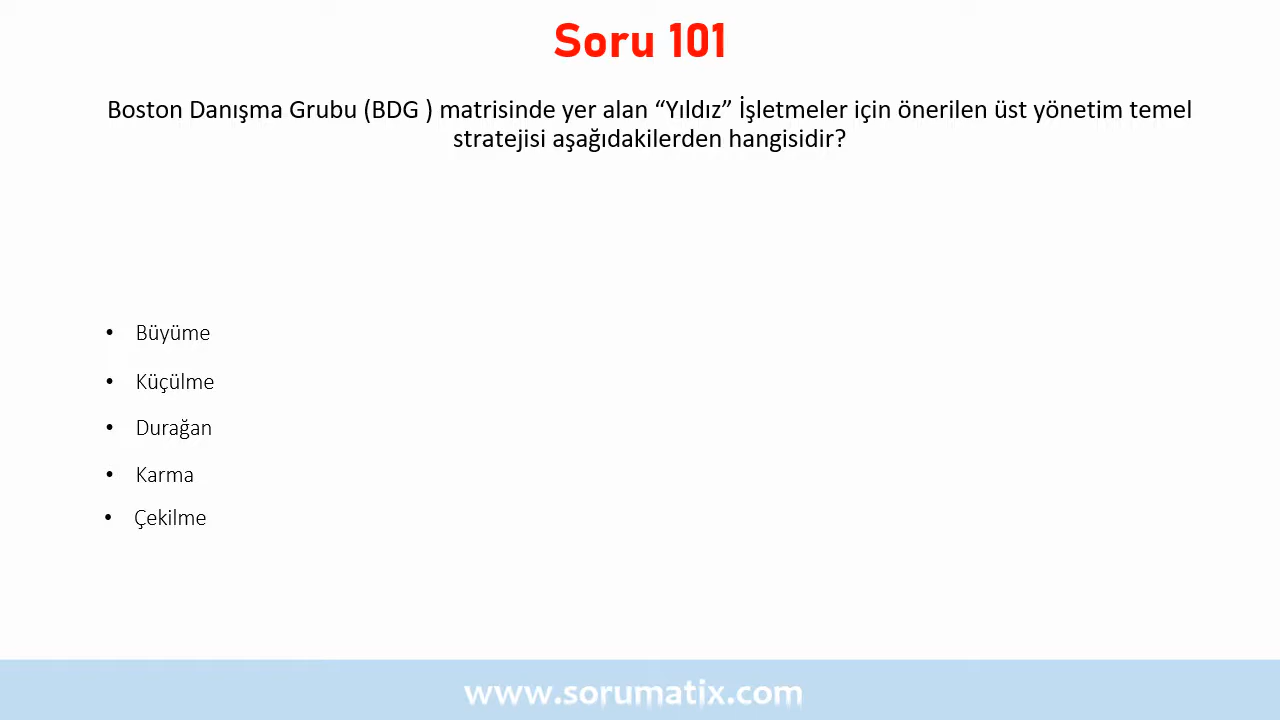 Soru 101
Boston Danışma Grubu (BDG ) matrisinde yer alan “Yıldız” İşletmeler için önerilen üst yönetim temel
stratejisi aşağıdakilerden hangisidir?
• Büyüme
• Küçülme
• Durağan
• Karma
• Çekilme
www.sorumatix.com